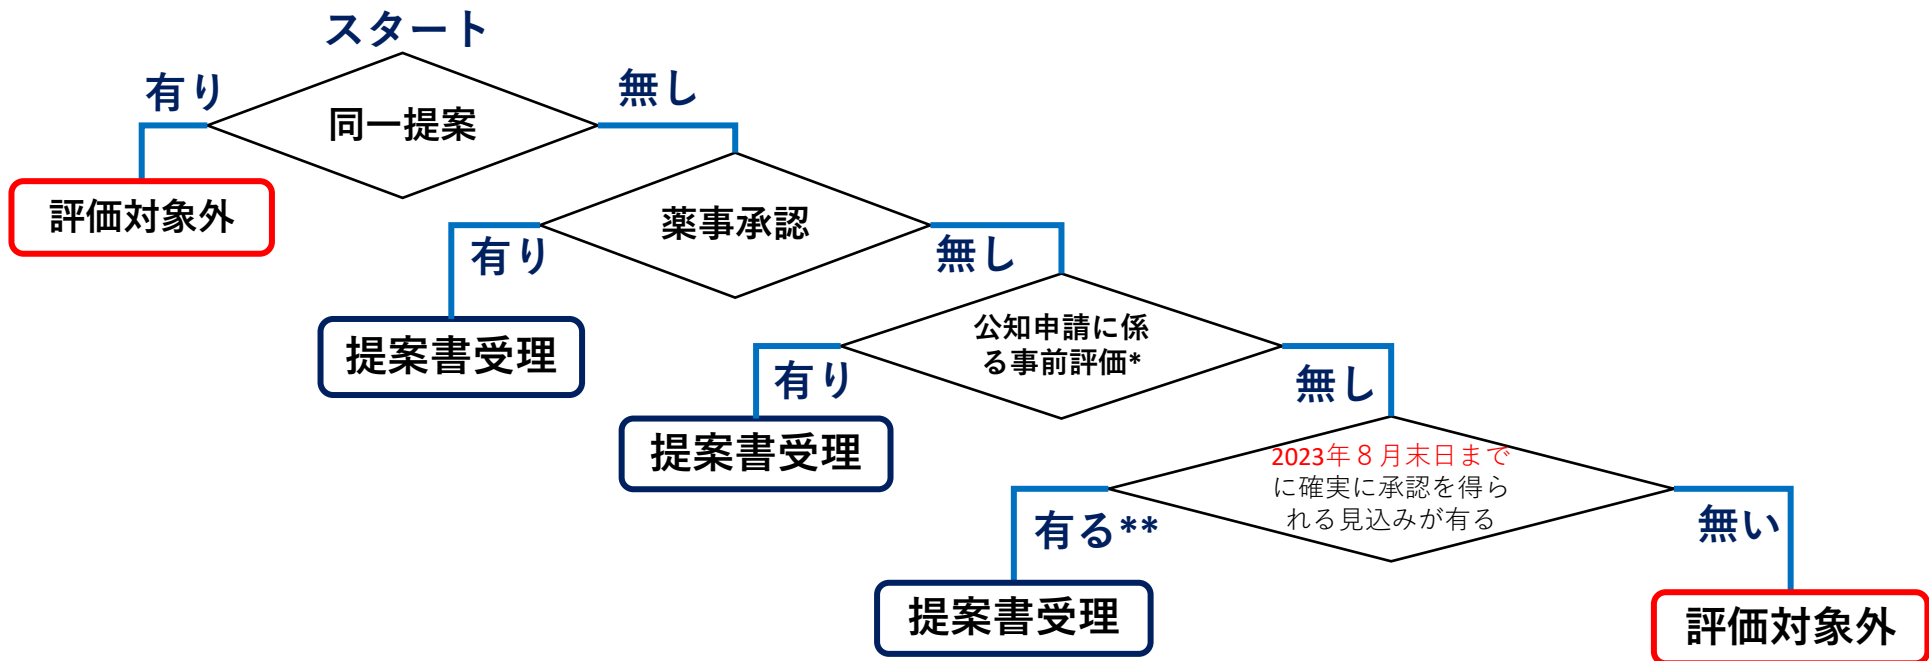 スタート
有り
無し
同一提案
評価対象外
薬事承認
有り
無し
提案書受理
公知申請に係
る事前評価*
有り
無し
提案書受理
2023年８月末日まで
に確実に承認を得ら
れる見込みが有る
有る**
無い
提案書受理
評価対象外